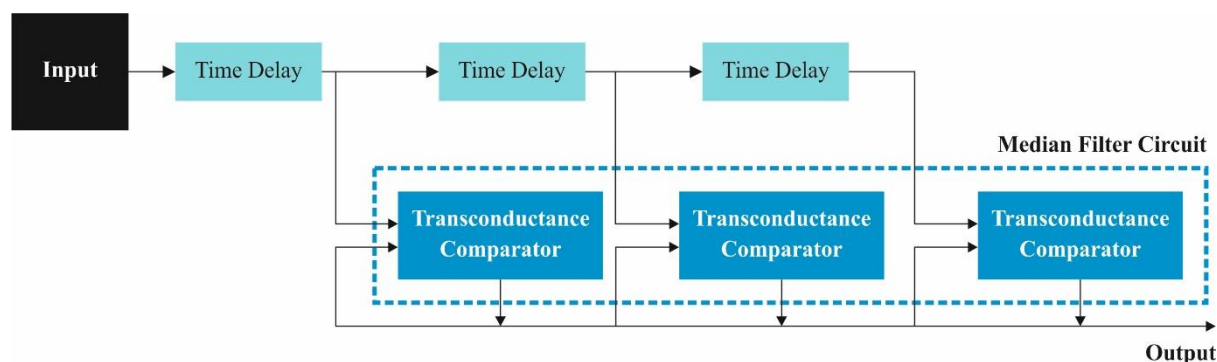 Input
Time Delay
Time Delay
Time Delay
Median Filter Circuit
Transconductance
Comparator
Transconductance
Comparator
Transconductance
Comparator
Output